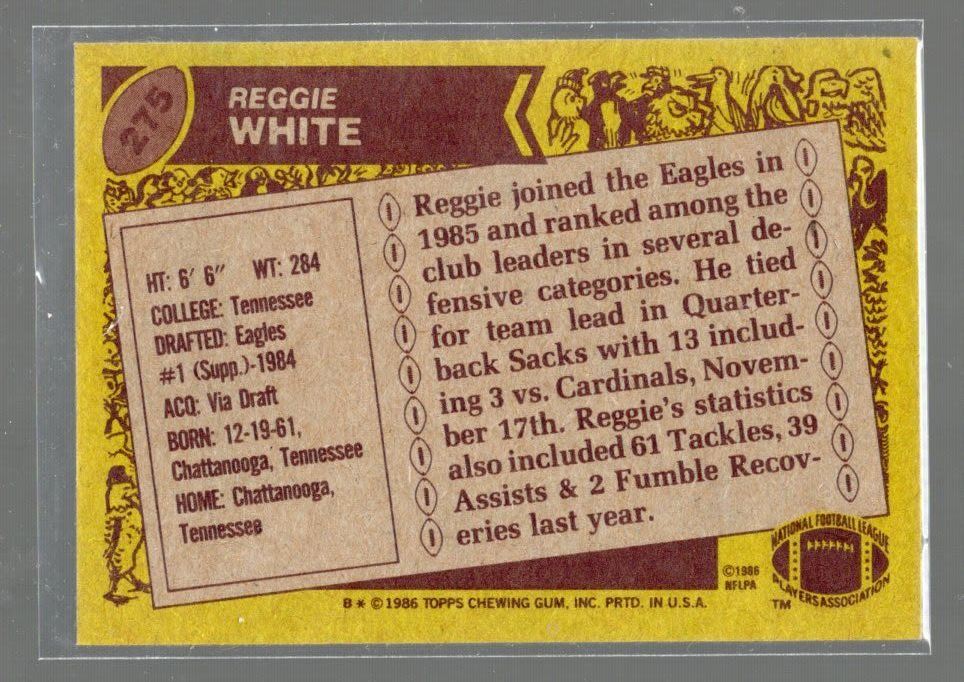 275
REGGIE
WHITE
HT: 6' 6" WT: 284
COLLEGE: Tennessee
DRAFTED: Eagles
#1 (Supp.)-1984
ACQ: Via Draft
BORN: 12-19-61,
Chattanooga, Tennessee
HOME: Chattanooga,
Tennessee
Reggie joined the Eagles in
1985 and ranked among the
club leaders in several de-
fensive categories. He tied
for team lead in Quarter-
back Sacks with 13 includ-
ing 3 vs. Cardinals, Novem-
ber 17th. Reggie's statistics
also included 61 Tackles, 39
Assists & 2 Fumble Recov-
eries last year.
©1986
NFLPA
NATIONAL FOOTBALL LEAGUE
PLAYERS ASSOCIATION
TM
B * © 1986 TOPPS CHEWING GUM, INC. PRTD. IN U.S.A.